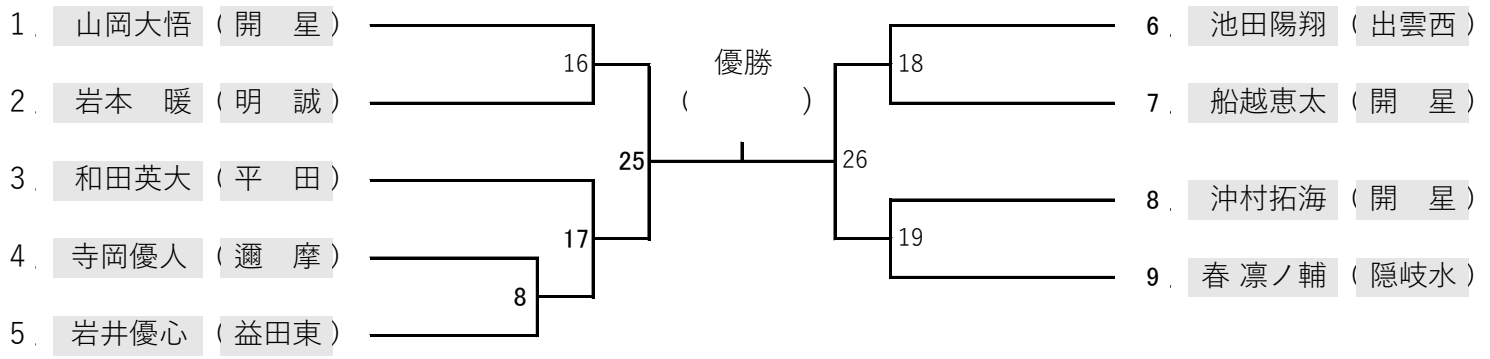 1. 山岡大悟 (開 星)
16
2. 岩本 暖 (明 誠)
25
3. 和田英大 (平 田)
17
4. 寺岡優人 (邇 摩)
8
5. 岩井優心 (益田東)
優勝
( )
6. 池田陽翔 (出雲西)
18
7. 船越恵太 (開 星)
26
8. 沖村拓海 (開 星)
19
9. 春 凛ノ輔 (隠岐水)